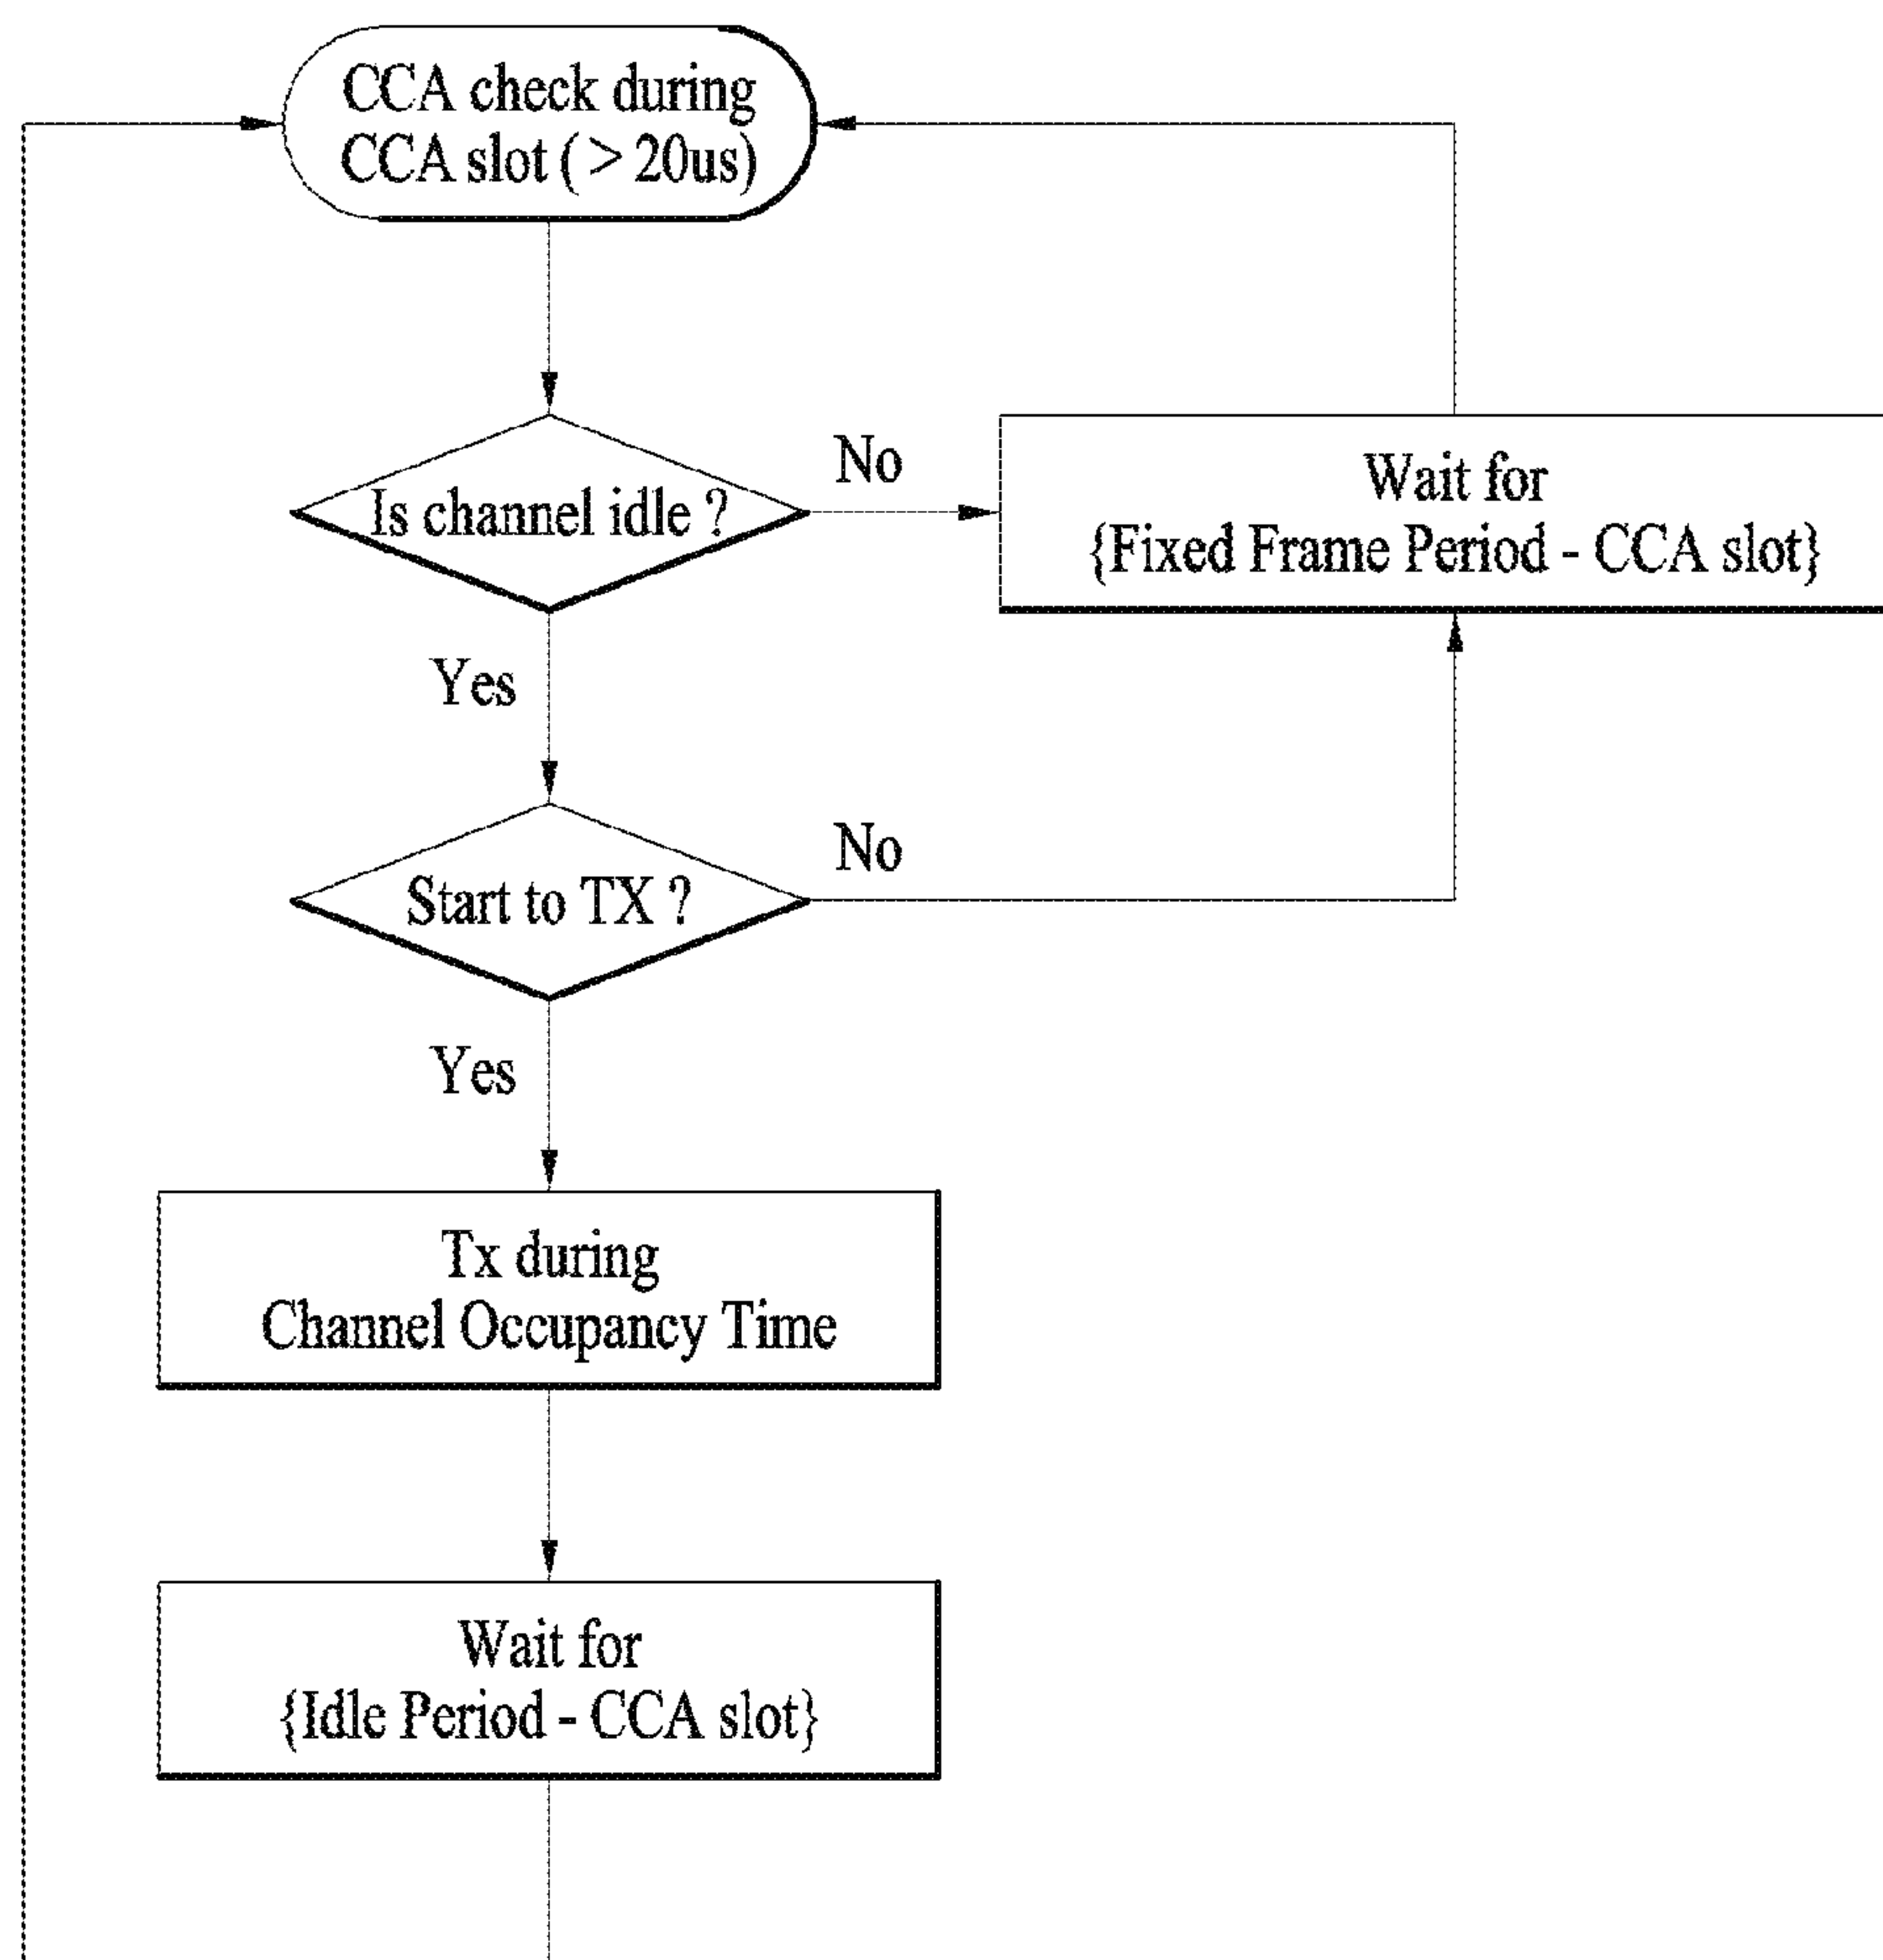 CCA check during
CCA slot ( > 20us)
Is channel idle ?
No
Wait for
{Fixed Frame Period - CCA slot}
Yes
Start to TX ?
No
Yes
Tx during
Channel Occupancy Time
Wait for
{Idle Period - CCA slot}